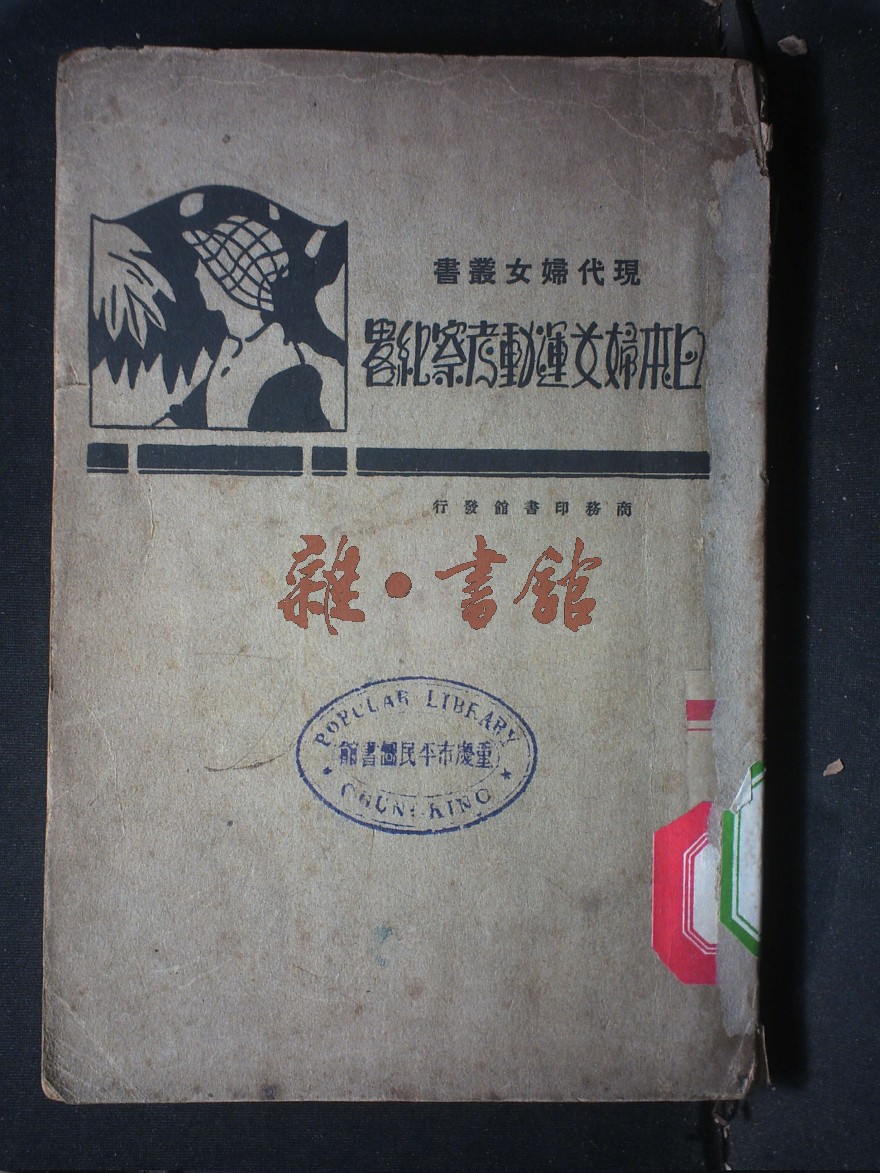 現代婦女叢書
日本婦女運動考察紀畧
商務印書館發行
雜·書館
POPULAR LIBRARY
重慶市平民圖書館
CHUNGKING